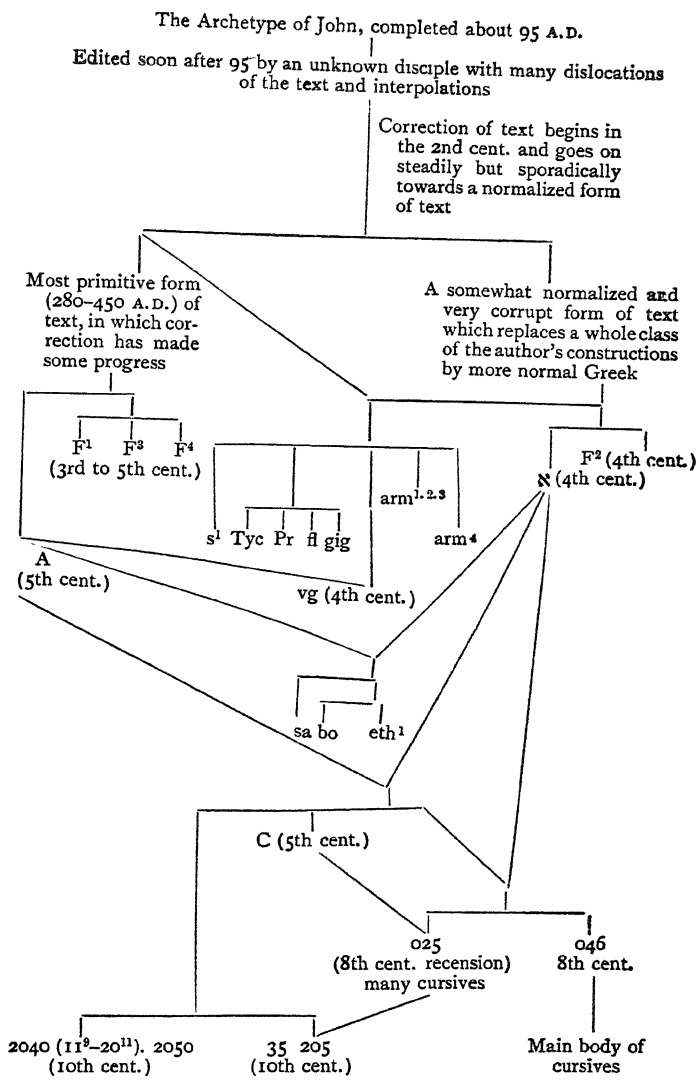 The Archetype of John, completed about 95 A.D.
Edited soon after 95 by an unknown disciple with many dislocations
of the text and interpolations
Correction of text begins in
the 2nd cent. and goes on
steadily but sporadically
towards a normalized form
of text
Most primitive form
(280–450 A.D.) of
text, in which cor-
rection has made
some progress
A somewhat normalized and
very corrupt form of text
which replaces a whole class
of the author's constructions
by more normal Greek
F¹ F³ F⁴
(3rd to 5th cent.)
F² (4th cent.)
א (4th cent.)
arm¹·²·³
s¹ Tyc Pr fl gig
arm⁴
A
(5th cent.)
vg (4th cent.)
sa bo eth¹
C (5th cent.)
025
(8th cent. recension)
many cursives
046
8th cent.
2040 (11⁹–20¹¹). 2050
(10th cent.)
35 205
(10th cent.)
Main body of
cursives